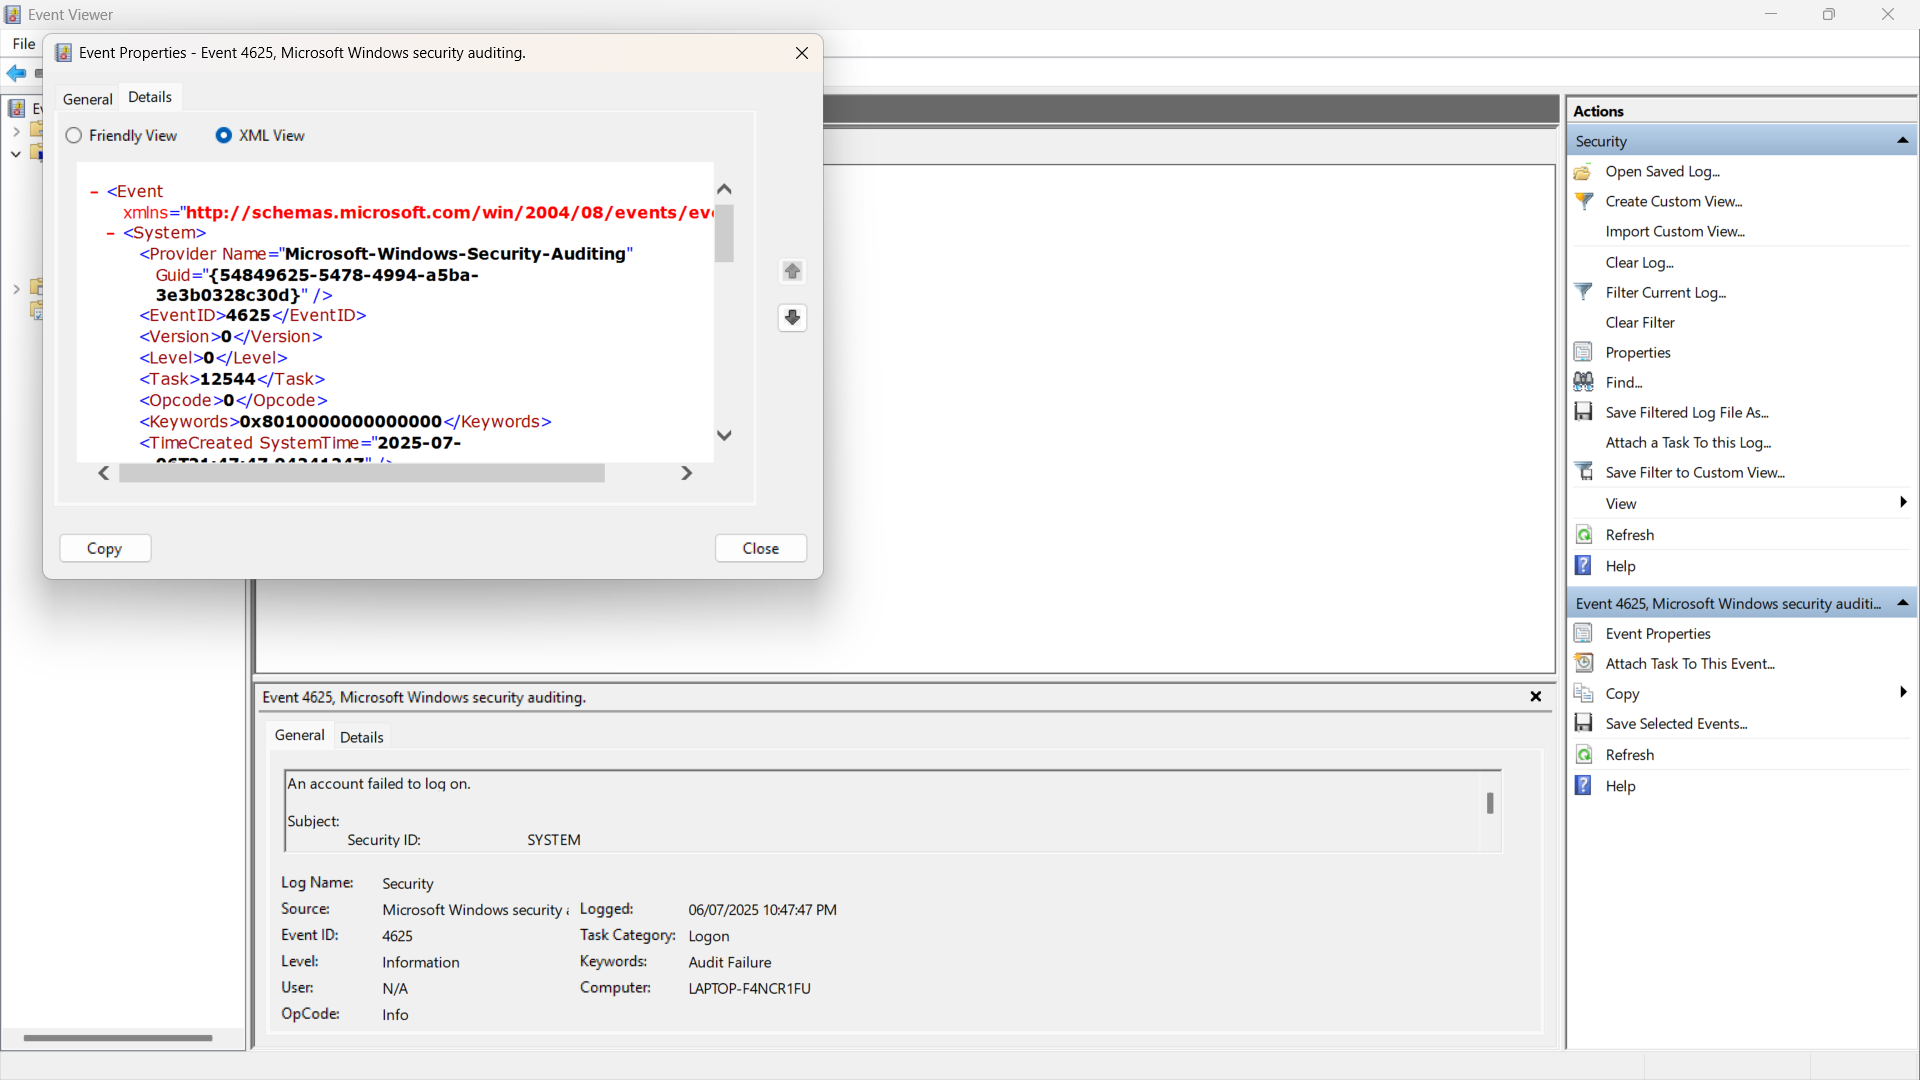 Event Viewer
File
Event Properties - Event 4625, Microsoft Windows security auditing.
General
Details
Friendly View
XML View
- <Event
xmlns="http://schemas.microsoft.com/win/2004/08/events/eve
- <System>
<Provider Name="Microsoft-Windows-Security-Auditing"
Guid="{54849625-5478-4994-a5ba-
3e3b0328c30d}" />
<EventID>4625</EventID>
<Version>0</Version>
<Level>0</Level>
<Task>12544</Task>
<Opcode>0</Opcode>
<Keywords>0x8010000000000000</Keywords>
<TimeCreated SystemTime="2025-07-
Copy
Close
Event 4625, Microsoft Windows security auditing.
General
Details
An account failed to log on.
Subject:
Security ID: SYSTEM
Log Name: Security
Source: Microsoft Windows security Logged: 06/07/2025 10:47:47 PM
Event ID: 4625 Task Category: Logon
Level: Information Keywords: Audit Failure
User: N/A Computer: LAPTOP-F4NCR1FU
OpCode: Info
Actions
Security
Open Saved Log...
Create Custom View...
Import Custom View...
Clear Log...
Filter Current Log...
Clear Filter
Properties
Find...
Save Filtered Log File As...
Attach a Task To this Log...
Save Filter to Custom View...
View
Refresh
Help
Event 4625, Microsoft Windows security auditi...
Event Properties
Attach Task To This Event...
Copy
Save Selected Events...
Refresh
Help